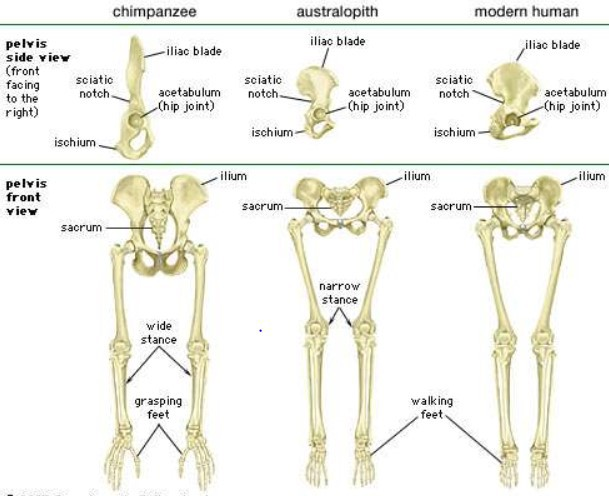 chimpanzee
australopith
modern human
pelvis
side view
(front
facing
to the
right)
iliac blade
sciatic
notch
acetabulum
(hip joint)
ischium
iliac blade
sciatic
notch
acetabulum
(hip joint)
ischium
iliac blade
sciatic
notch
acetabulum
(hip joint)
ischium
pelvis
front
view
ilium
sacrum
wide
stance
grasping
feet
ilium
sacrum
narrow
stance
walking
feet
ilium
sacrum